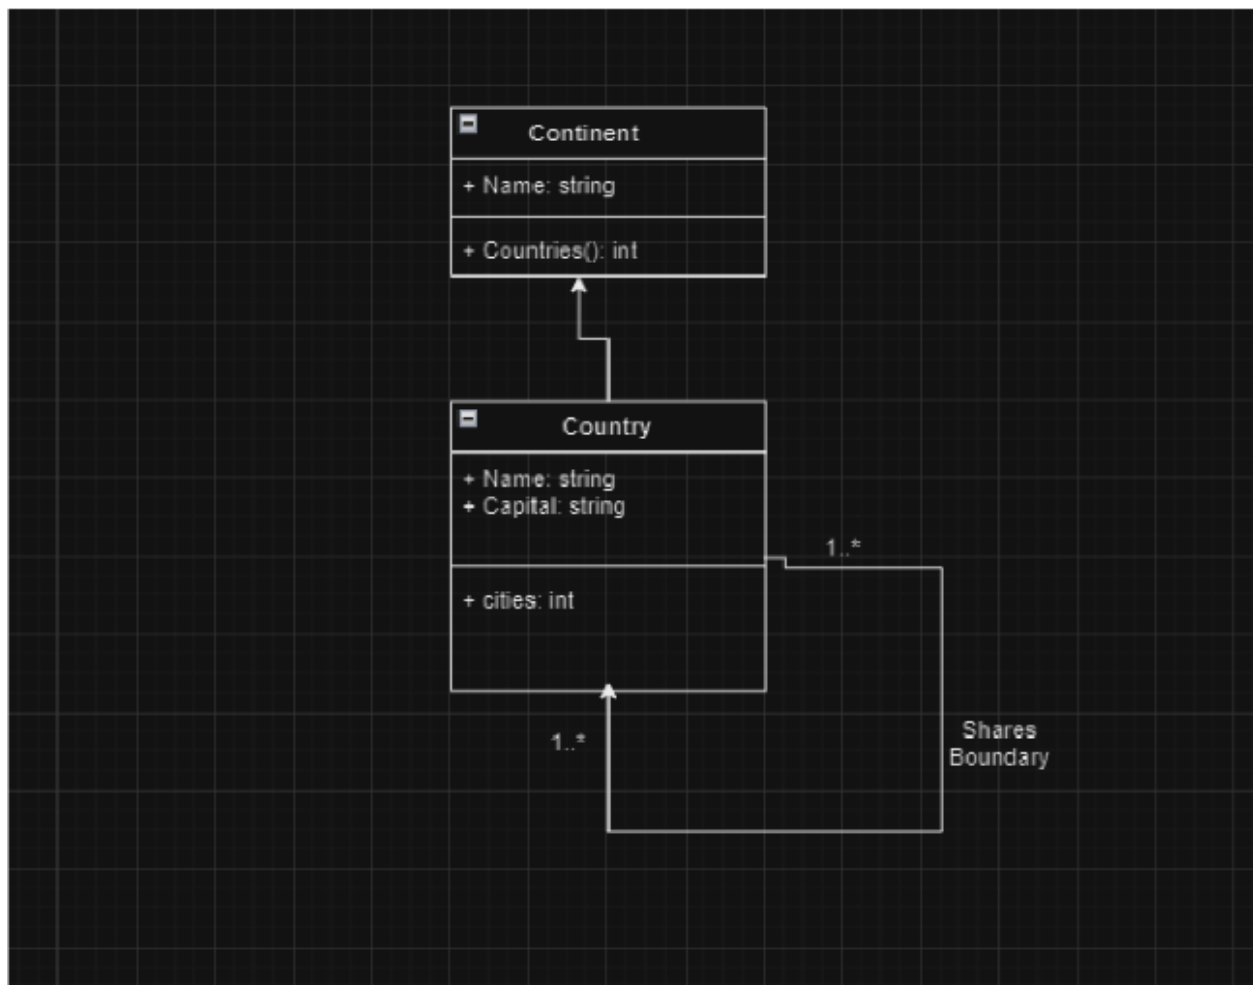 Continent
+ Name: string
+ Countries(): int
Country
+ Name: string
+ Capital: string
1..*
+ cities: int
1..*
Shares
Boundary